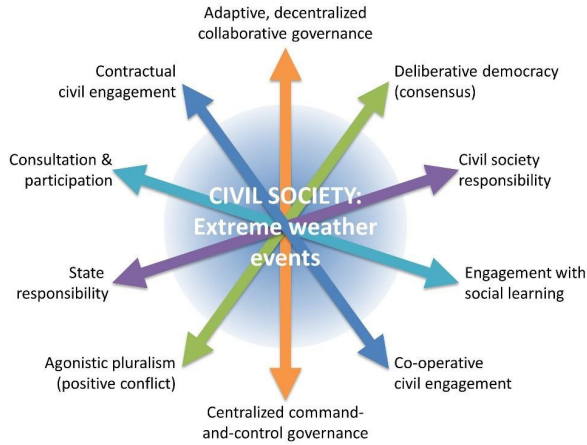 Adaptive, decentralized
collaborative governance
Contractual
civil engagement
Deliberative democracy
(consensus)
Consultation &
participation
Civil society
responsibility
CIVIL SOCIETY:
Extreme weather
events
State
responsibility
Engagement with
social learning
Agonistic pluralism
(positive conflict)
Co-operative
civil engagement
Centralized command-
and-control governance